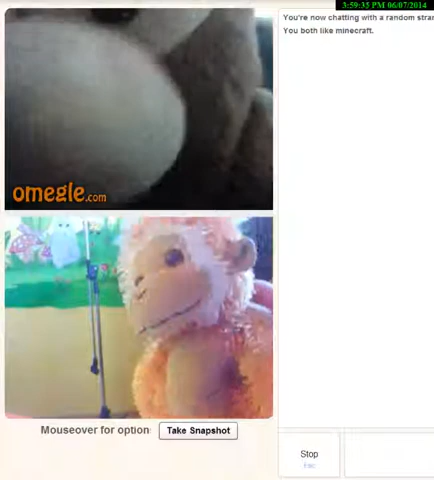 3:59:35 PM 06/07/2014
You're now chatting with a random
You both like minecraft.
omegle.com
Mouseover for option
Take Snapshot
Stop
Esc